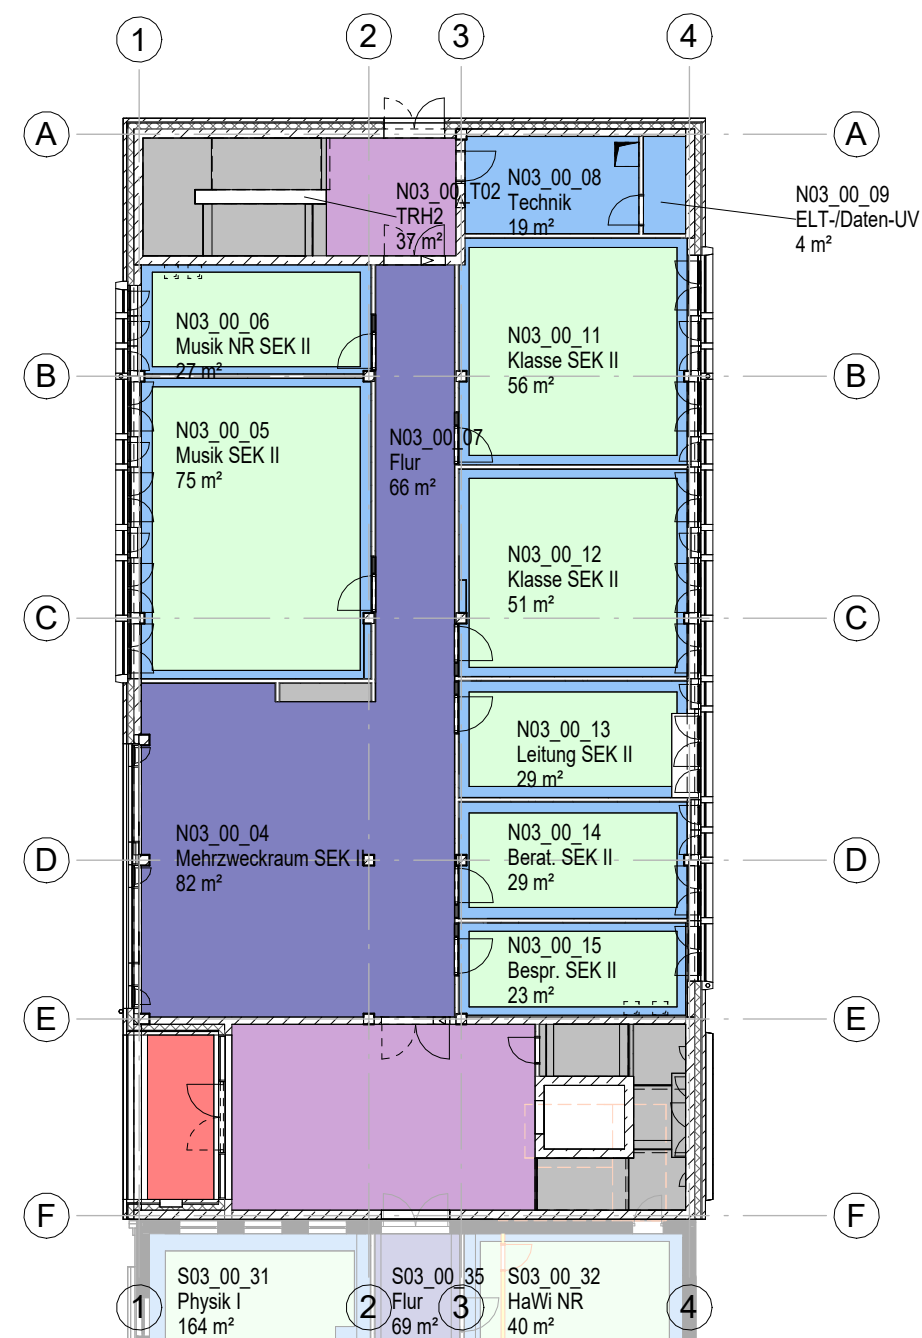 1
2
3
4
A
A
N03_00_T02
TRH2
37 m²
N03_00_08
Technik
19 m²
N03_00_09
ELT-/Daten-UV
4 m²
N03_00_06
Musik NR SEK II
27 m²
N03_00_11
Klasse SEK II
56 m²
B
B
N03_00_05
Musik SEK II
75 m²
N03_00_07
Flur
66 m²
N03_00_12
Klasse SEK II
51 m²
C
C
N03_00_13
Leitung SEK II
29 m²
N03_00_04
Mehrzweckraum SEK II
82 m²
N03_00_14
Berat. SEK II
29 m²
D
D
N03_00_15
Bespr. SEK II
23 m²
E
E
F
F
S03_00_31
Physik I
164 m²
S03_00_35
Flur
69 m²
S03_00_32
HaWi NR
40 m²
1
2
3
4